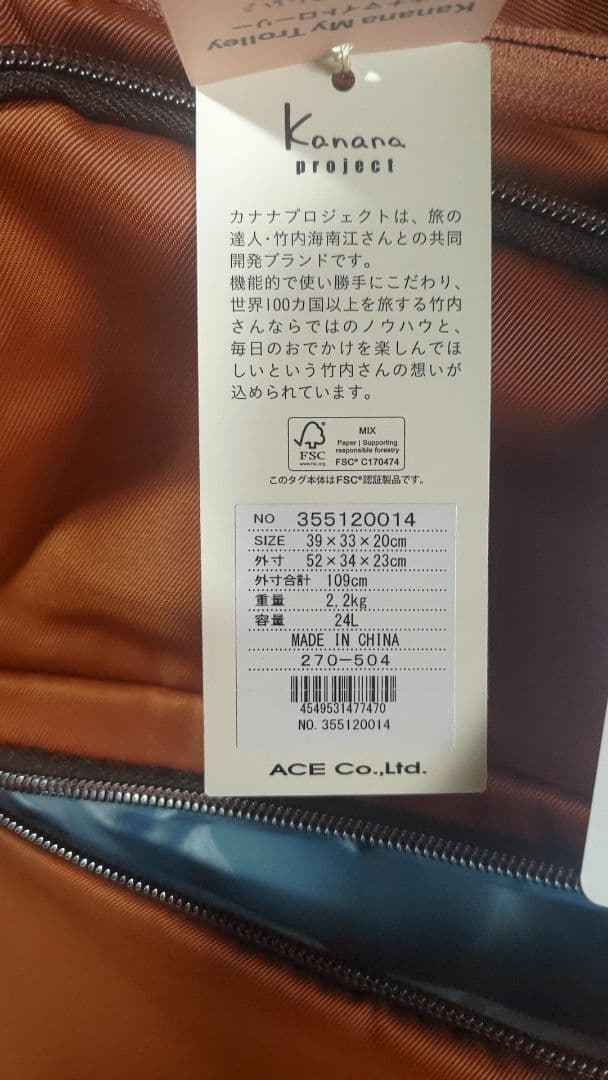 Kanana My Trolley
Kanana
project
カナナプロジェクトは、旅の
達人・竹内海南江さんとの共同
開発ブランドです。
機能的で使い勝手にこだわり、
世界100カ国以上を旅する竹内
さんならではのノウハウと、
毎日のおでかけを楽しんでほ
しいという竹内さんの想いが
込められています。
FSC
www.fsc.org
MIX
Paper | Supporting
responsible forestry
FSC® C170474
このタグ本体はFSC®認証製品です。
NO 355120014
SIZE 39×33×20cm
外寸 52×34×23cm
外寸合計 109cm
重量 2,2kg
容量 24L
MADE IN CHINA
270-504
4549531477470
NO. 355120014
ACE Co.,Ltd.